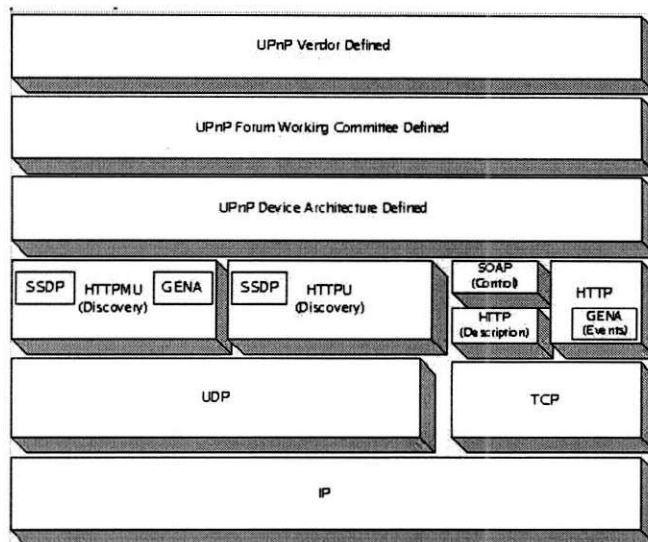 UPnP Verdor Defined
UPnP Forum Working Committee Defined
UPnP Device Architecture Defined
SSDP
HTTPMU
(Discovery)
GENA
SSDP
HTTPU
(Discovery)
SOAP
(Control)
HTTP
(Description)
HTTP
GENA
(Events)
UDP
TCP
IP